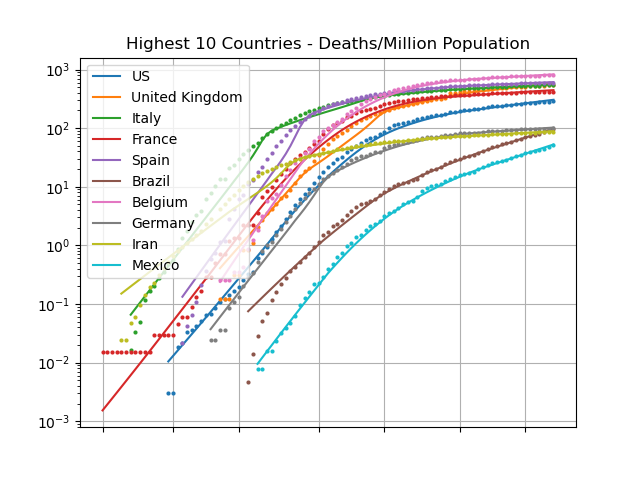 Highest 10 Countries - Deaths/Million Population
10³
10²
10¹
10⁰
10⁻¹
10⁻²
10⁻³
US
United Kingdom
Italy
France
Spain
Brazil
Belgium
Germany
Iran
Mexico